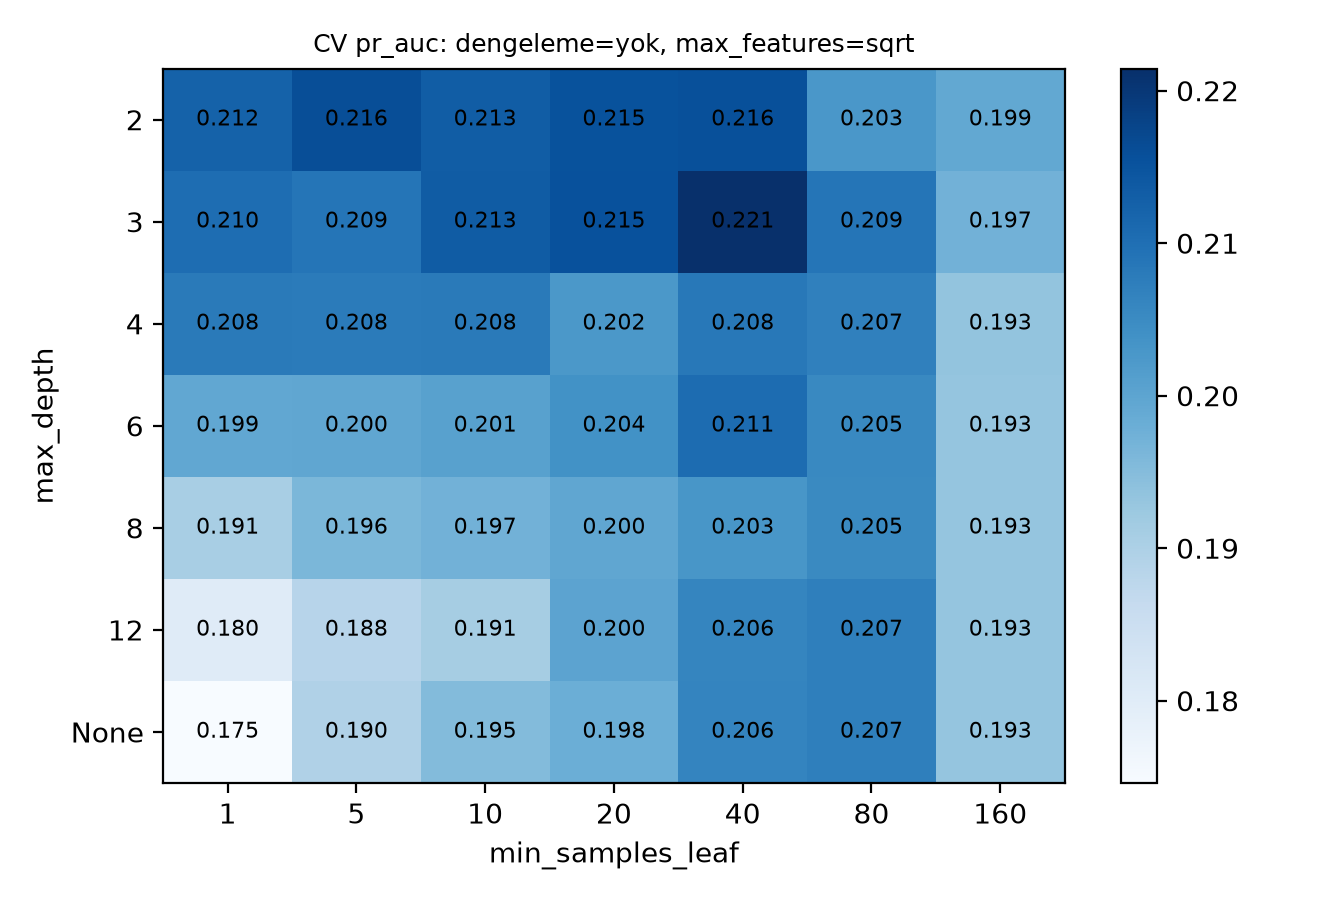 CV pr_auc: dengeleme=yok, max_features=sqrt
max_depth
2 0.212 0.216 0.213 0.215 0.216 0.203 0.199
3 0.210 0.209 0.213 0.215 0.221 0.209 0.197
4 0.208 0.208 0.208 0.202 0.208 0.207 0.193
6 0.199 0.200 0.201 0.204 0.211 0.205 0.193
8 0.191 0.196 0.197 0.200 0.203 0.205 0.193
12 0.180 0.188 0.191 0.200 0.206 0.207 0.193
None 0.175 0.190 0.195 0.198 0.206 0.207 0.193
1 5 10 20 40 80 160
min_samples_leaf
0.22
0.21
0.20
0.19
0.18